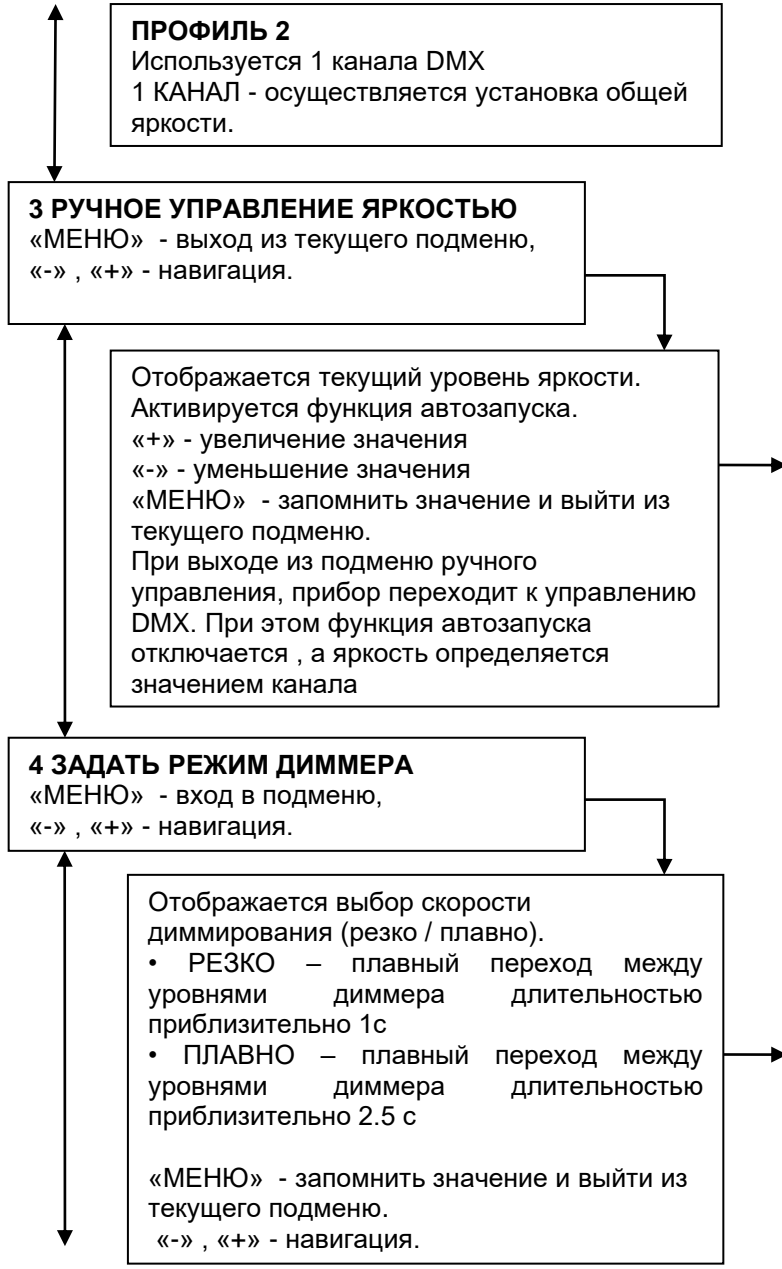 ПРОФИЛЬ 2
Используется 1 канала DMX
1 КАНАЛ - осуществляется установка общей
яркости.
3 РУЧНОЕ УПРАВЛЕНИЕ ЯРКОСТЬЮ
«МЕНЮ»  - выход из текущего подменю,
«-» , «+» - навигация.
Отображается текущий уровень яркости.
Активируется функция автозапуска.
«+» - увеличение значения
«-» - уменьшение значения
«МЕНЮ»  - запомнить значение и выйти из
текущего подменю.
При выходе из подменю ручного
управления, прибор переходит к управлению
DMX. При этом функция автозапуска
отключается , а яркость определяется
значением канала
4 ЗАДАТЬ РЕЖИМ ДИММЕРА
«МЕНЮ»  - вход в подменю,
«-» , «+» - навигация.
Отображается выбор скорости
диммирования (резко / плавно).
• РЕЗКО – плавный переход между
уровнями диммера длительностью
приблизительно 1с
• ПЛАВНО – плавный переход между
уровнями диммера длительностью
приблизительно 2.5 с
«МЕНЮ»  - запомнить значение и выйти из
текущего подменю.
«-» , «+» - навигация.